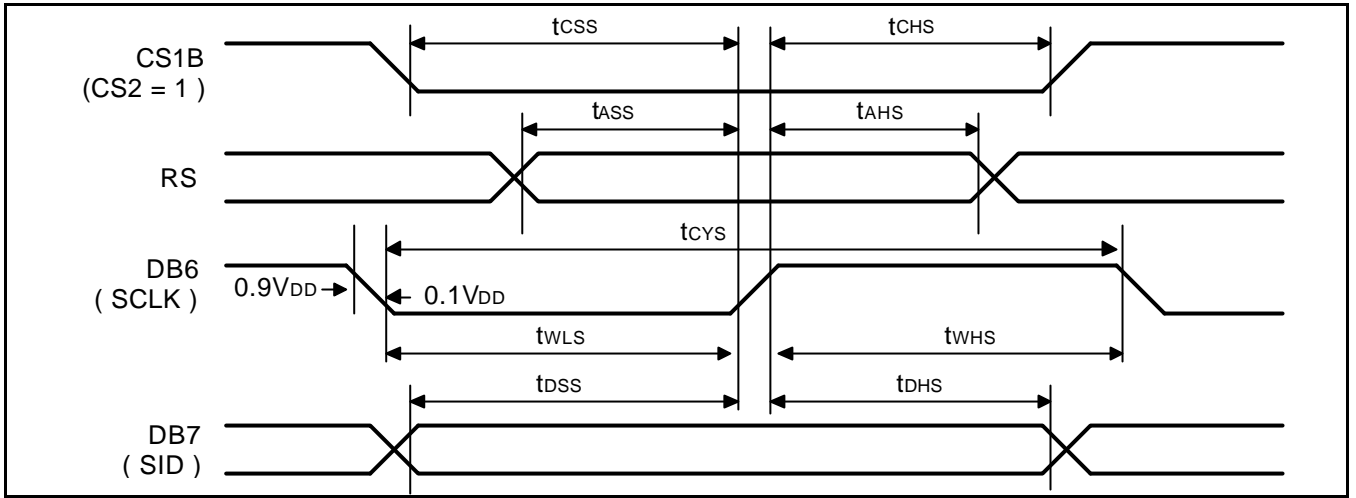 tCSS
tCHS
CS1B
(CS2 = 1 )
tASS
tAHS
RS
tCYS
DB6
( SCLK )
0.9VDD
0.1VDD
tWLS
tWHS
tDSS
tDHS
DB7
( SID )